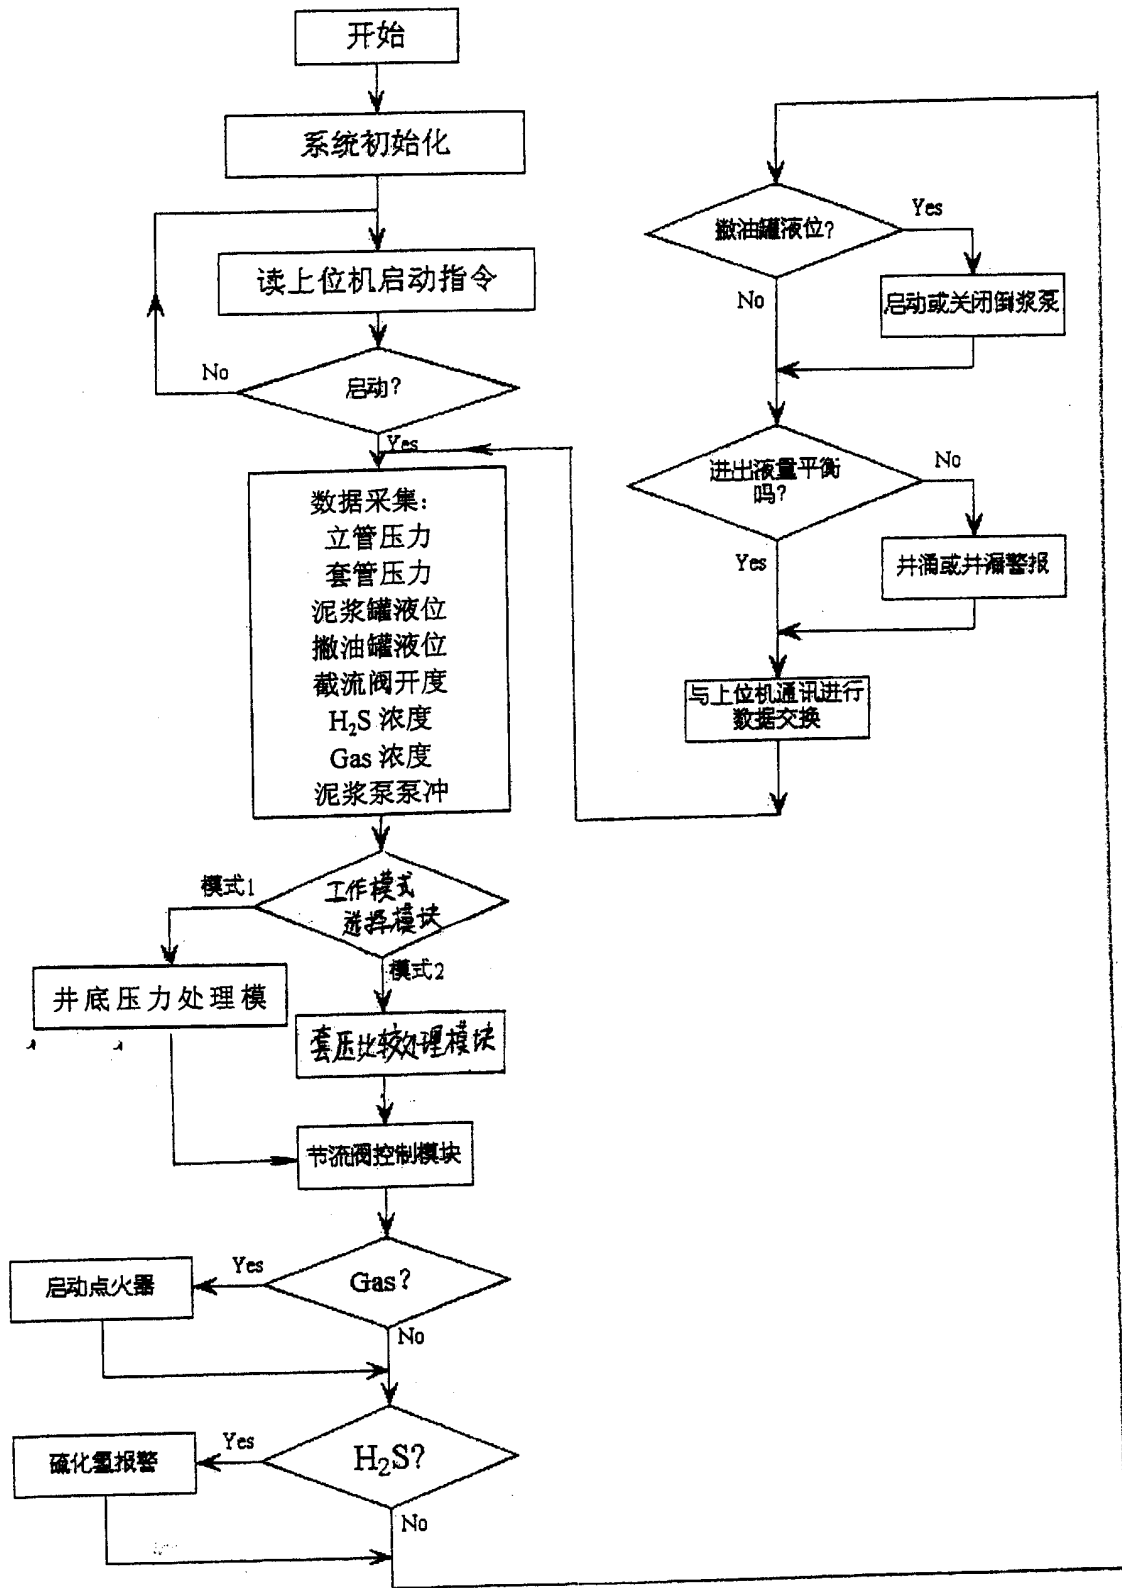 开始
系统初始化
读上位机启动指令
No
启动?
Yes
数据采集:
立管压力
套管压力
泥浆罐液位
撇油罐液位
截流阀开度
H₂S 浓度
Gas 浓度
泥浆泵泵冲
模式1
工作模式
选择模块
模式2
井底压力处理模
套压比较处理模块
节流阀控制模块
Yes
Gas?
启动点火器
No
Yes
H₂S?
硫化氢报警
No
撇油罐液位?
Yes
No
启动或关闭倒浆泵
进出液量平衡
吗?
No
Yes
井涌或井漏警报
与上位机通讯进行
数据交换